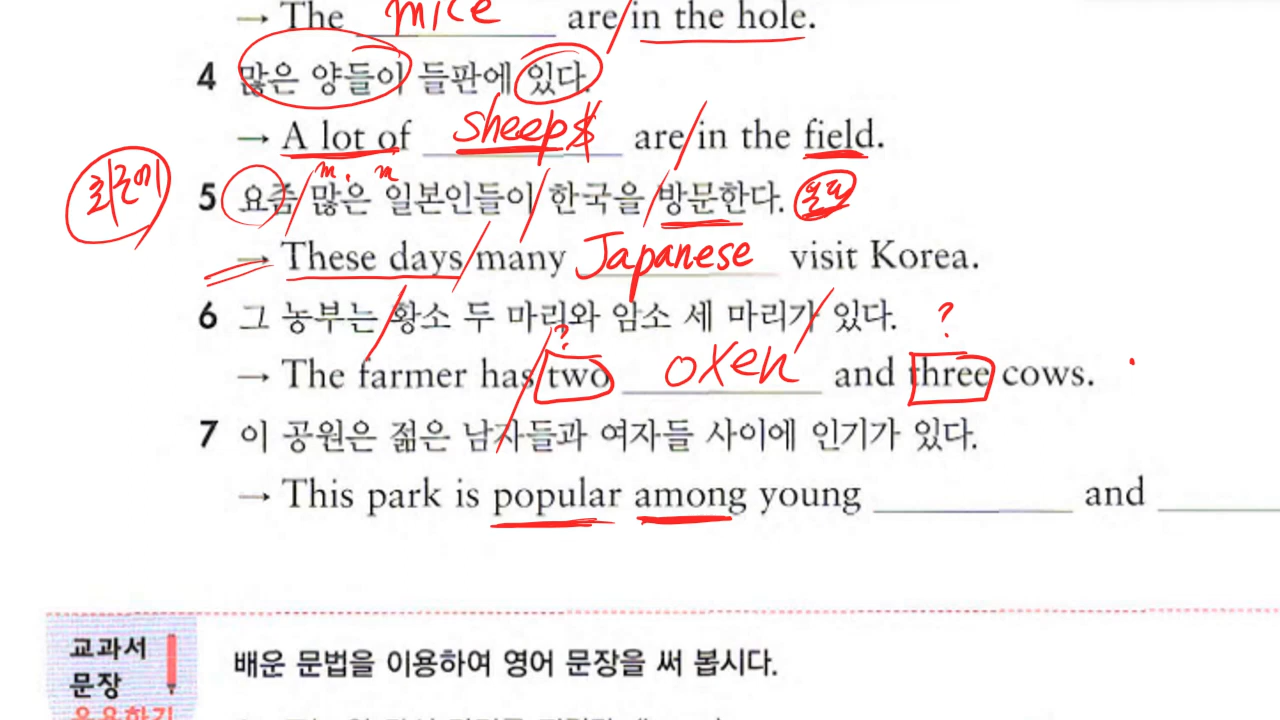 → The mice are in the hole.
4 많은 양들이 들판에 있다.
→ A lot of sheep are in the field.
최근에
5 요즘 많은 일본인들이 한국을 방문한다.
→ These days many Japanese visit Korea.
6 그 농부는 황소 두 마리와 암소 세 마리가 있다. ?
?
→ The farmer has two oxen and three cows.
7 이 공원은 젊은 남자들과 여자들 사이에 인기가 있다.
→ This park is popular among young ____ and ____
교과서
문장
배운 문법을 이용하여 영어 문장을 써 봅시다.